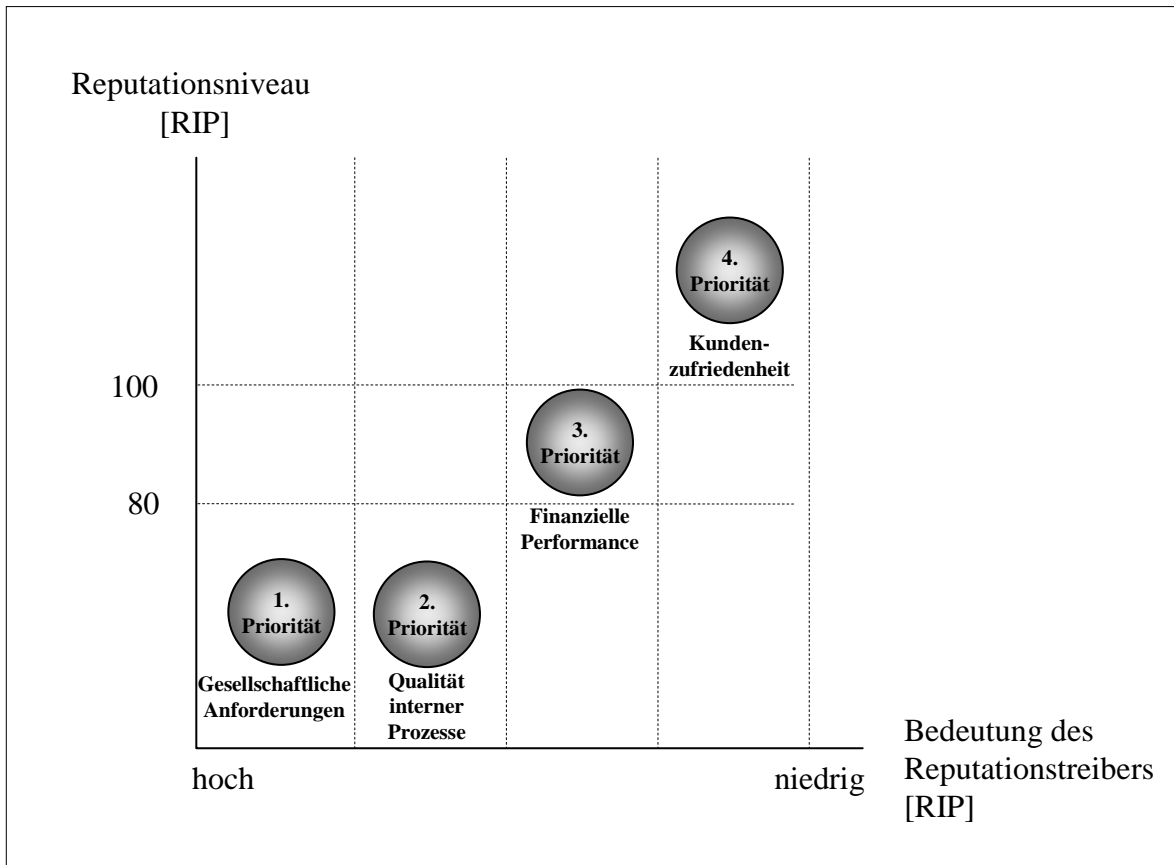 Reputationsniveau
[RIP]
4.
Priorität
Kunden-
zufriedenheit
100
3.
Priorität
80
Finanzielle
Performance
1.
Priorität
2.
Priorität
Gesellschaftliche
Anforderungen
Qualität
interner
Prozesse
hoch
niedrig
Bedeutung des
Reputationstreibers
[RIP]